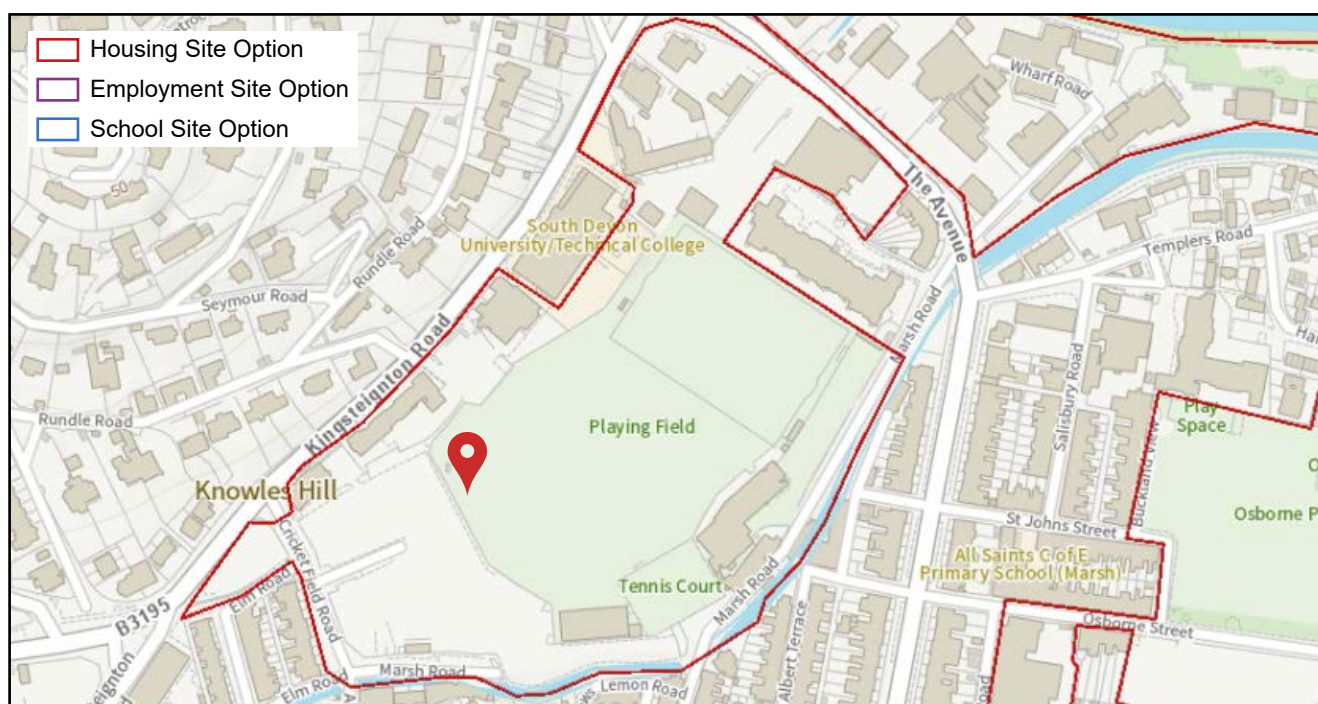 Housing Site Option
Employment Site Option
School Site Option
50
Wharf Road
The Avenue
South Devon
University/Technical College
Rundle Road
Seymour Road
Templers Road
Marsh Road
Kingsteignton Road
Salisbury Road
Rundle Road
Playing Field
Play
Space
Buckland View
Knowles Hill
Osborne P
St Johns Street
Cricket Field Road
All Saints C of E
Primary School (Marsh)
Elm Road
Tennis Court
Marsh Road
B3195
Albert Terrace
Osborne Street
Marsh Road
Elm Road
Lemon Road
eignton
Road